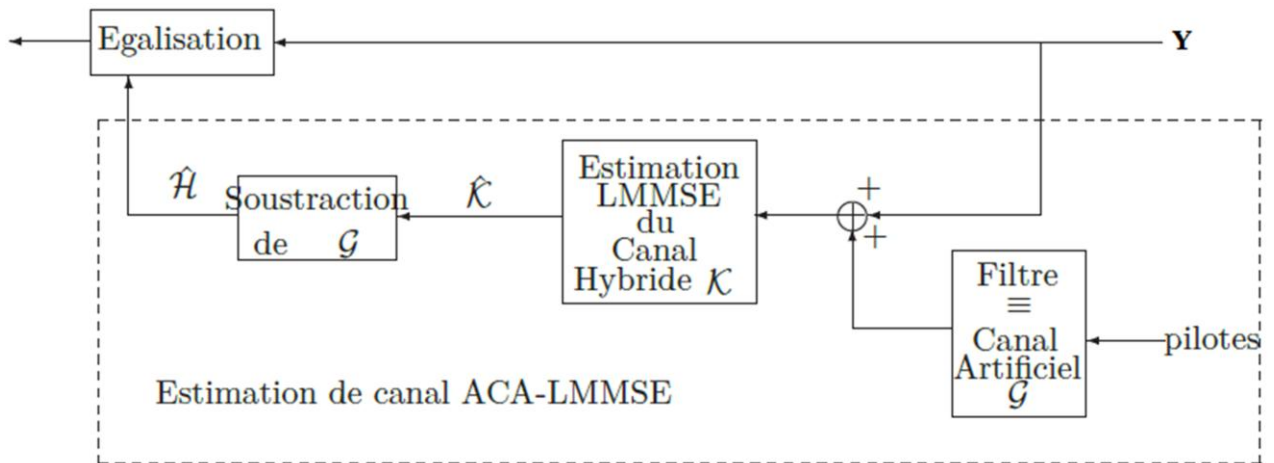 Egalisation
Y
Ĥ
Soustraction
de 𝒢
K̂
Estimation
LMMSE
du
Canal
Hybride 𝒦
+
+
Filtre
≡
Canal
Artificiel
𝒢
pilotes
Estimation de canal ACA-LMMSE